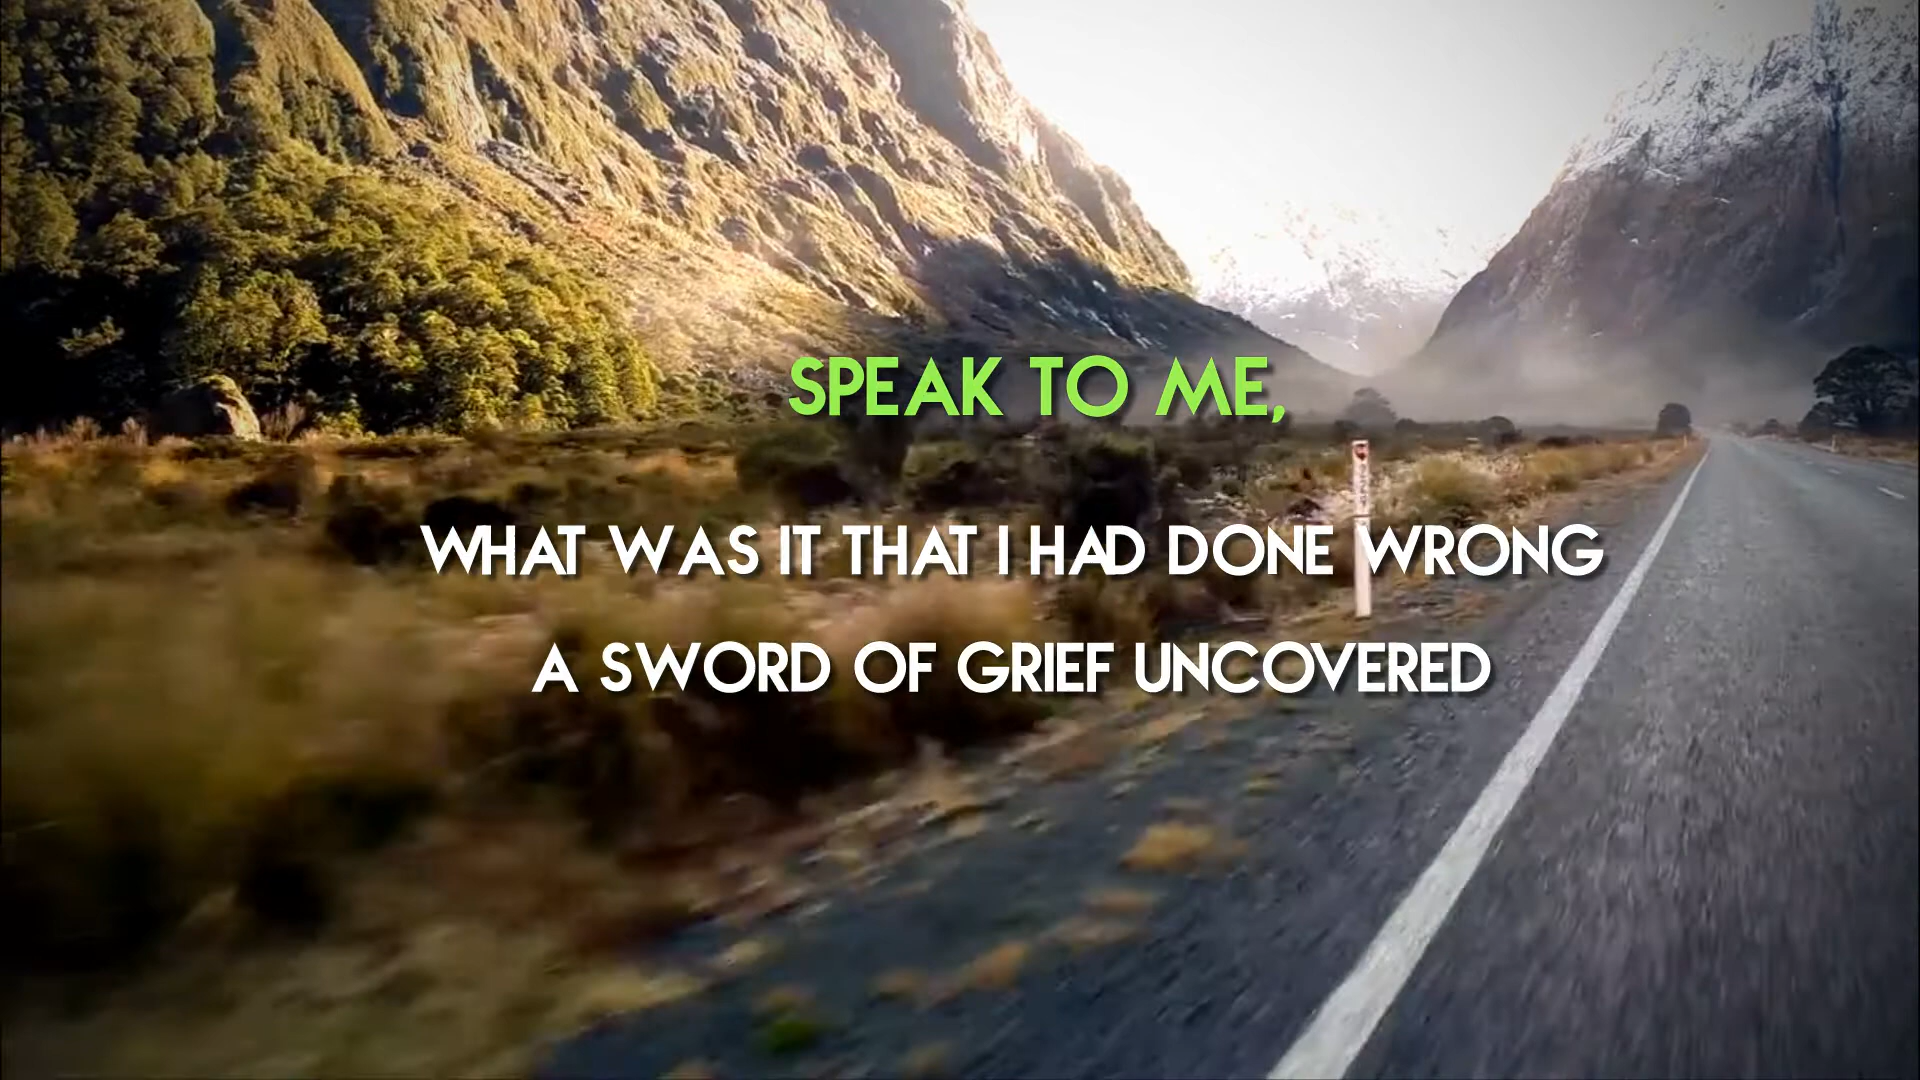 SPEAK TO ME,
WHAT WAS IT THAT I HAD DONE WRONG
A SWORD OF GRIEF UNCOVERED